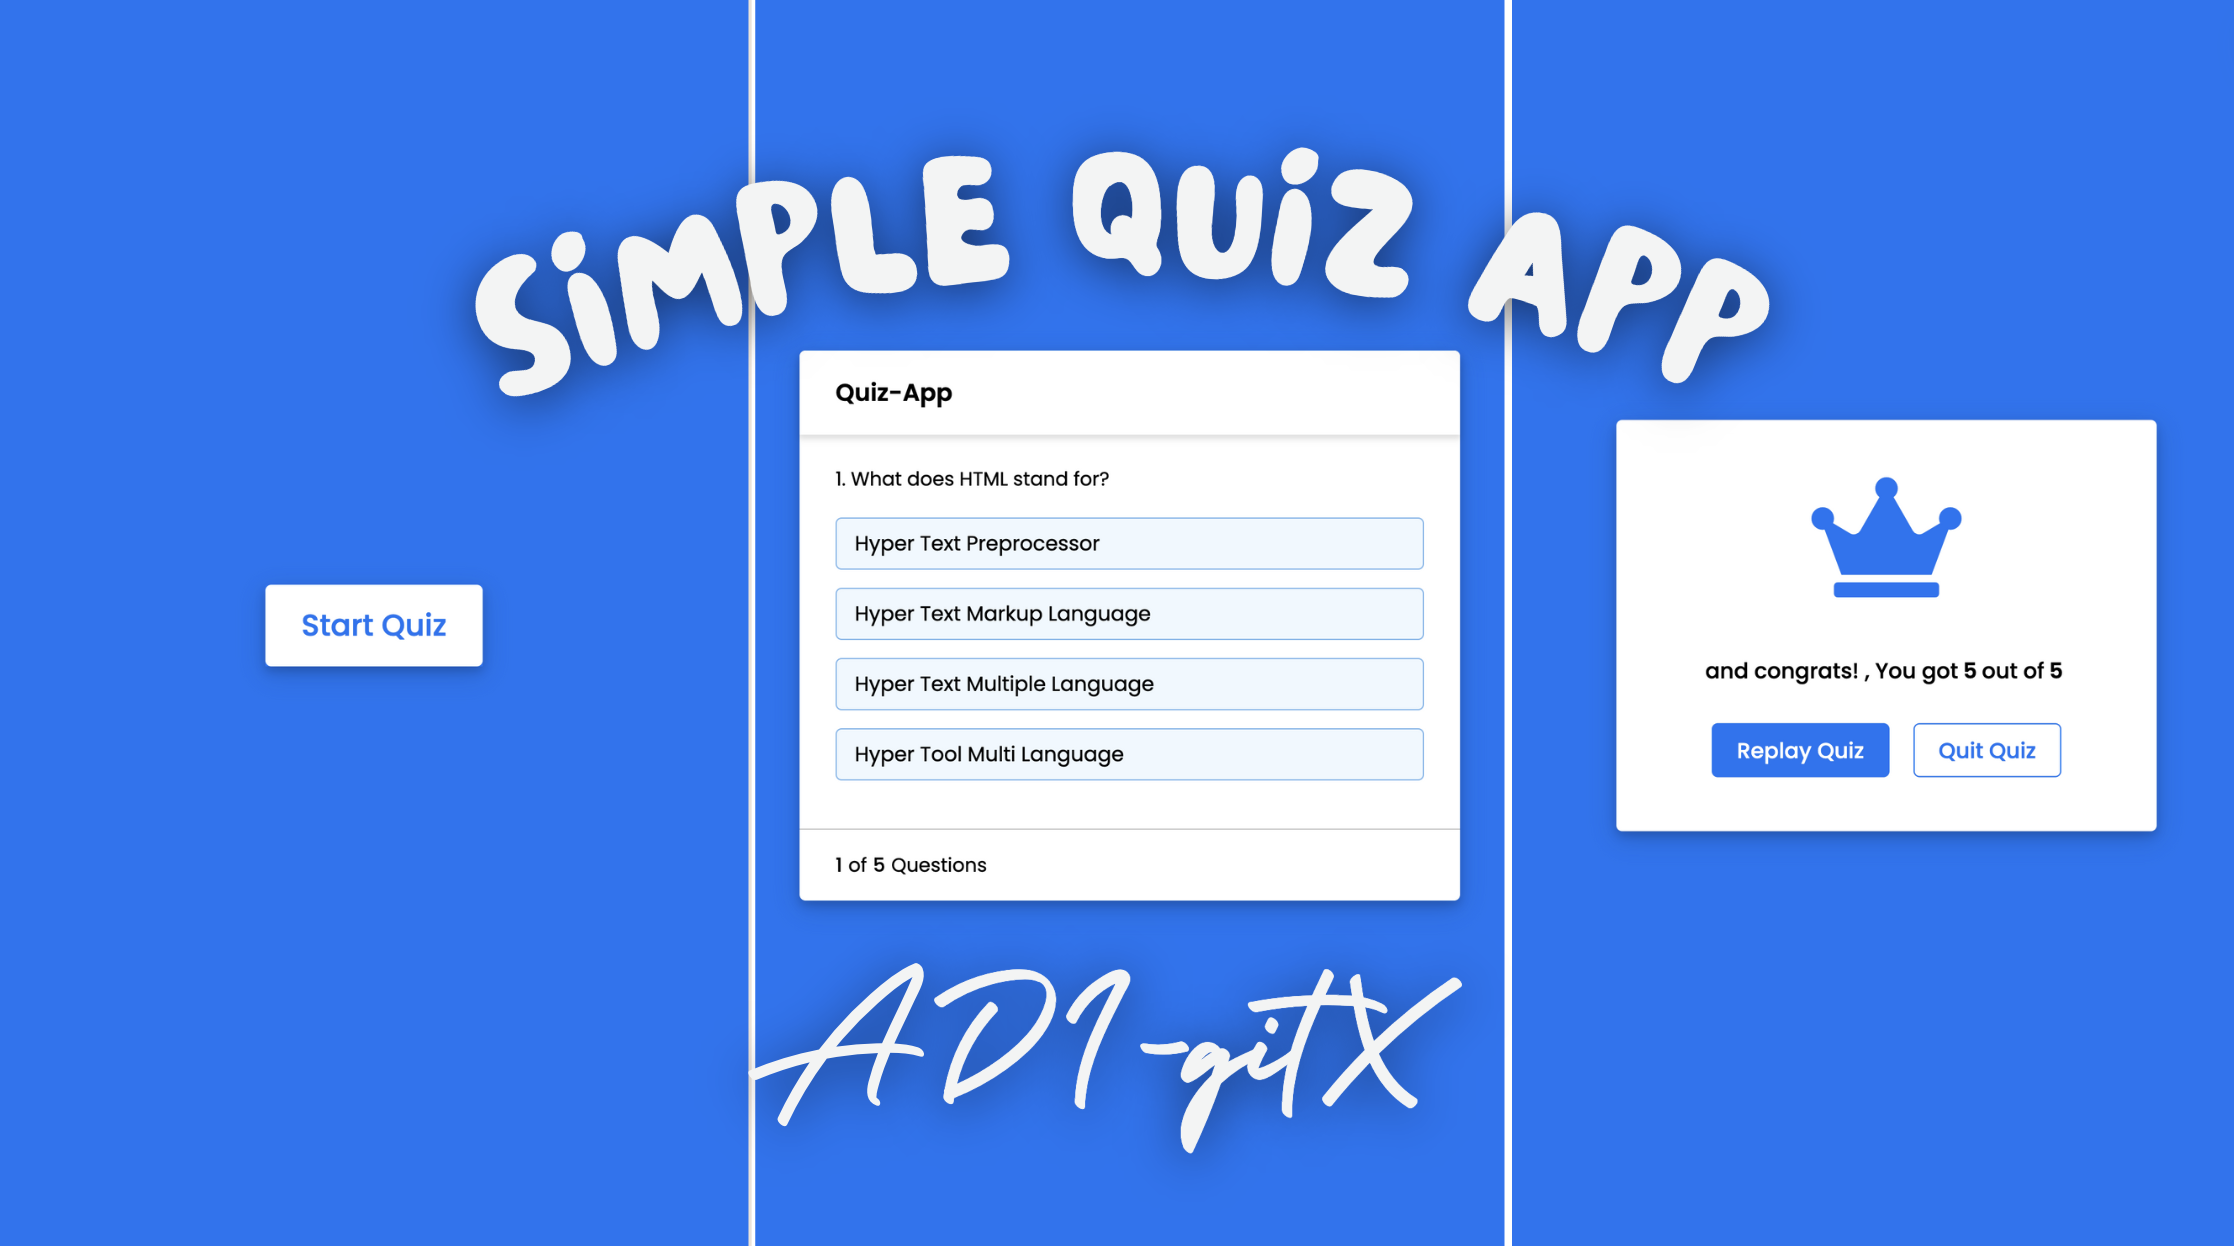 SiMPLE QUiZ APP
Start Quiz
Quiz-App
1. What does HTML stand for?
Hyper Text Preprocessor
Hyper Text Markup Language
Hyper Text Multiple Language
Hyper Tool Multi Language
1 of 5 Questions
and congrats! , You got 5 out of 5
Replay Quiz
Quit Quiz
ADI-gitX